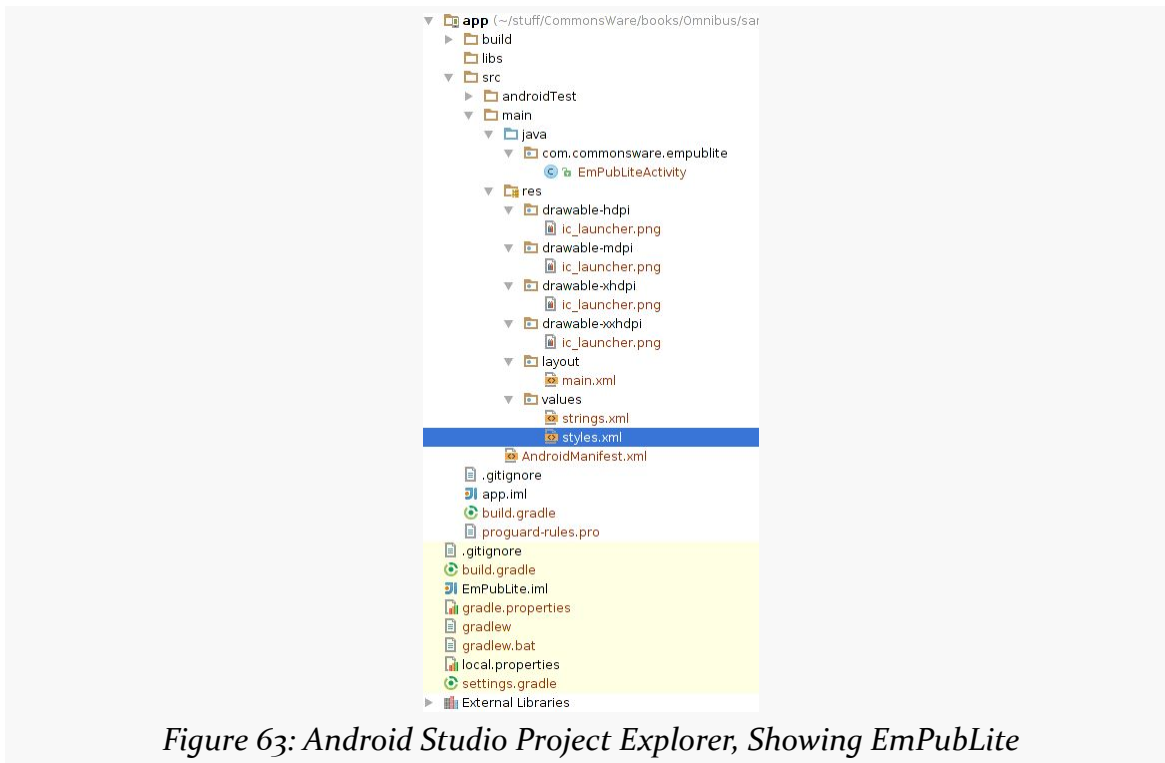 app (~/stuff/CommonsWare/books/Omnibus/sar
build
libs
src
androidTest
main
java
com.commonsware.empublite
EmPubLiteActivity
res
drawable-hdpi
ic_launcher.png
drawable-mdpi
ic_launcher.png
drawable-xhdpi
ic_launcher.png
drawable-xxhdpi
ic_launcher.png
layout
main.xml
values
strings.xml
styles.xml
AndroidManifest.xml
.gitignore
app.iml
build.gradle
proguard-rules.pro
.gitignore
build.gradle
EmPubLite.iml
gradle.properties
gradlew
gradlew.bat
local.properties
settings.gradle
External Libraries
Figure 63: Android Studio Project Explorer, Showing EmPubLite